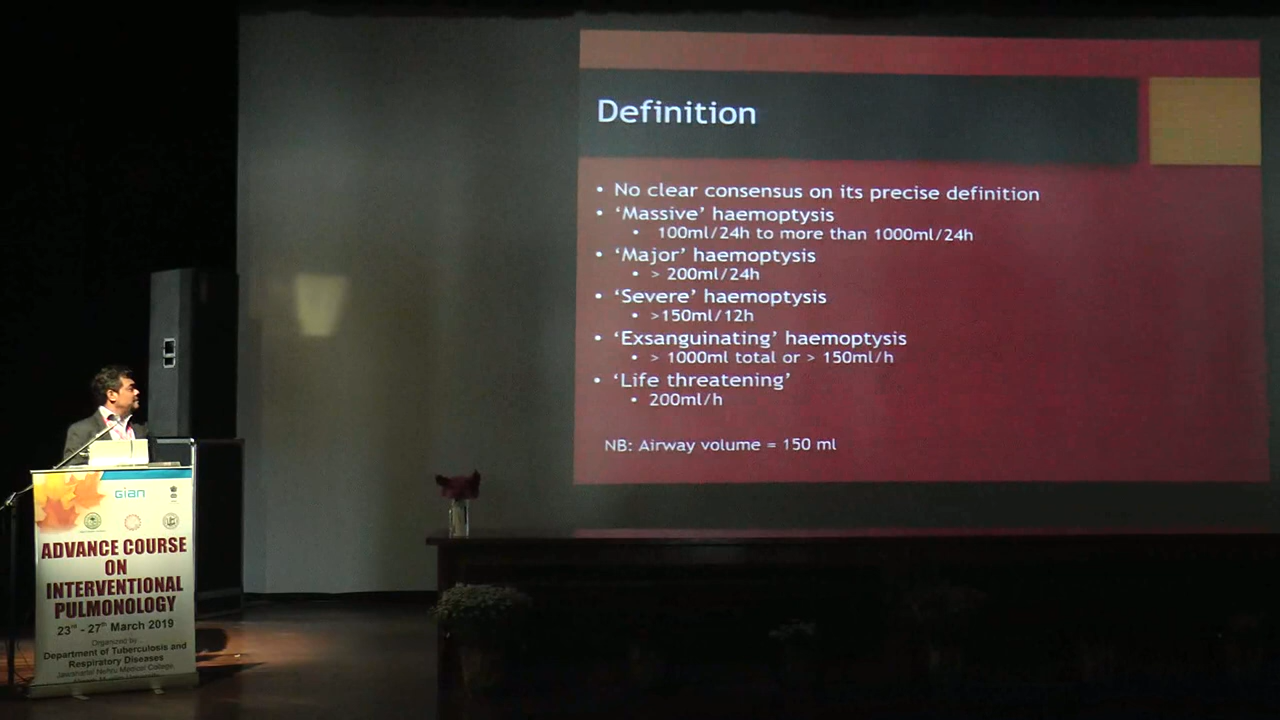 Definition
• No clear consensus on its precise definition
• ‘Massive’ haemoptysis
• 100ml/24h to more than 1000ml/24h
• ‘Major’ haemoptysis
• > 200ml/24h
• ‘Severe’ haemoptysis
• >150ml/12h
• ‘Exsanguinating’ haemoptysis
• > 1000ml total or > 150ml/h
• ‘Life threatening’
• 200ml/h
NB: Airway volume = 150 ml
Gian
ADVANCE COURSE
ON
INTERVENTIONAL
PULMONOLOGY
23rd - 27th March 2019
Organized by
Department of Tuberculosis and
Respiratory Diseases
Jawaharlal Nehru Medical College,